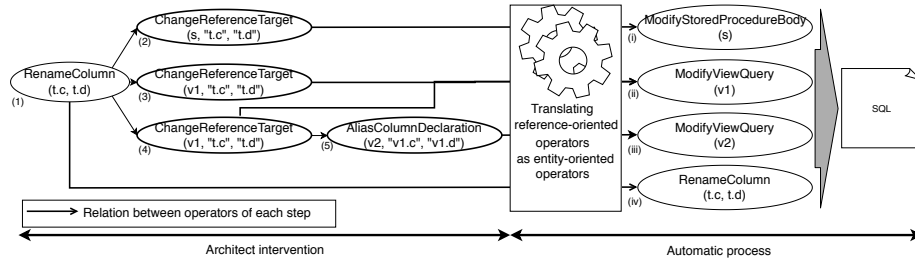 ChangeReferenceTarget
(s, "t.c", "t.d")
(2)
RenameColumn
(t.c, t.d)
(1)
ChangeReferenceTarget
(v1, "t.c", "t.d")
(3)
ChangeReferenceTarget
(v1, "t.c", "t.d")
(4)
AliasColumnDeclaration
(v2, "v1.c", "v1.d")
(5)
Translating
reference-oriented
operators
as entity-oriented
operators
ModifyStoredProcedureBody
(s)
(i)
ModifyViewQuery
(v1)
(ii)
ModifyViewQuery
(v2)
(iii)
RenameColumn
(t.c, t.d)
(iv)
SQL
Relation between operators of each step
Architect intervention
Automatic process